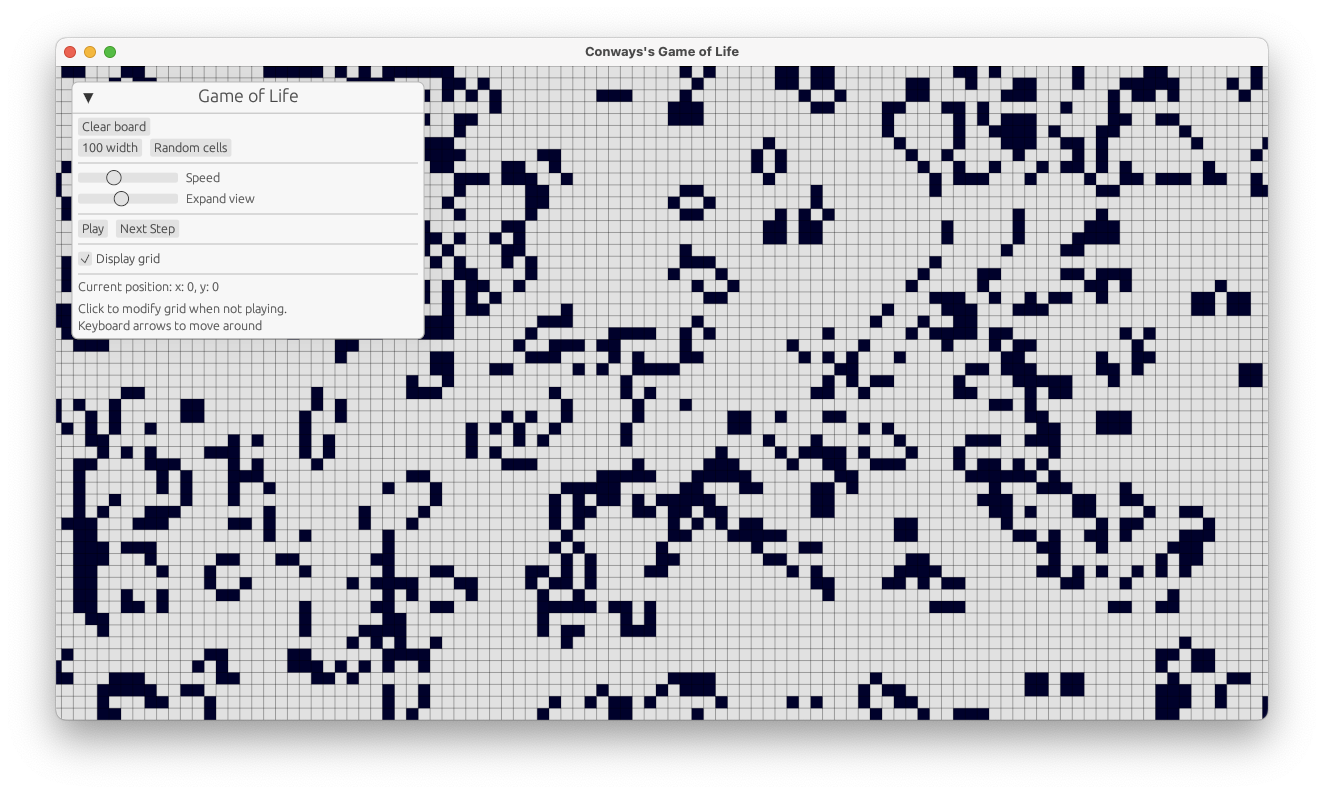 Conways's Game of Life
Game of Life
Clear board
100 width Random cells
Speed
Expand view
Play Next Step
Display grid
Current position: x: 0, y: 0
Click to modify grid when not playing.
Keyboard arrows to move around